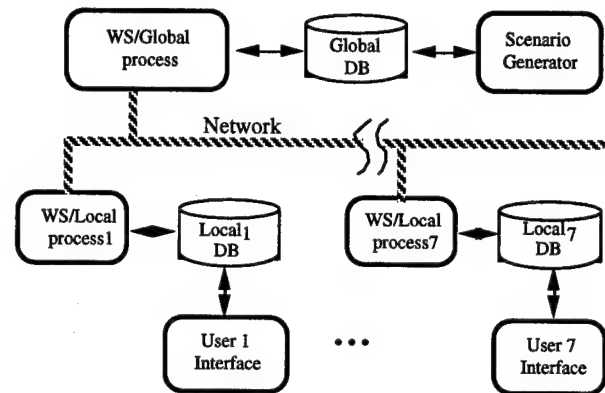 WS/Global
process
Global
DB
Scenario
Generator
Network
WS/Local
process1
Local1
DB
WS/Local
process7
Local7
DB
User 1
Interface
• • •
User 7
Interface